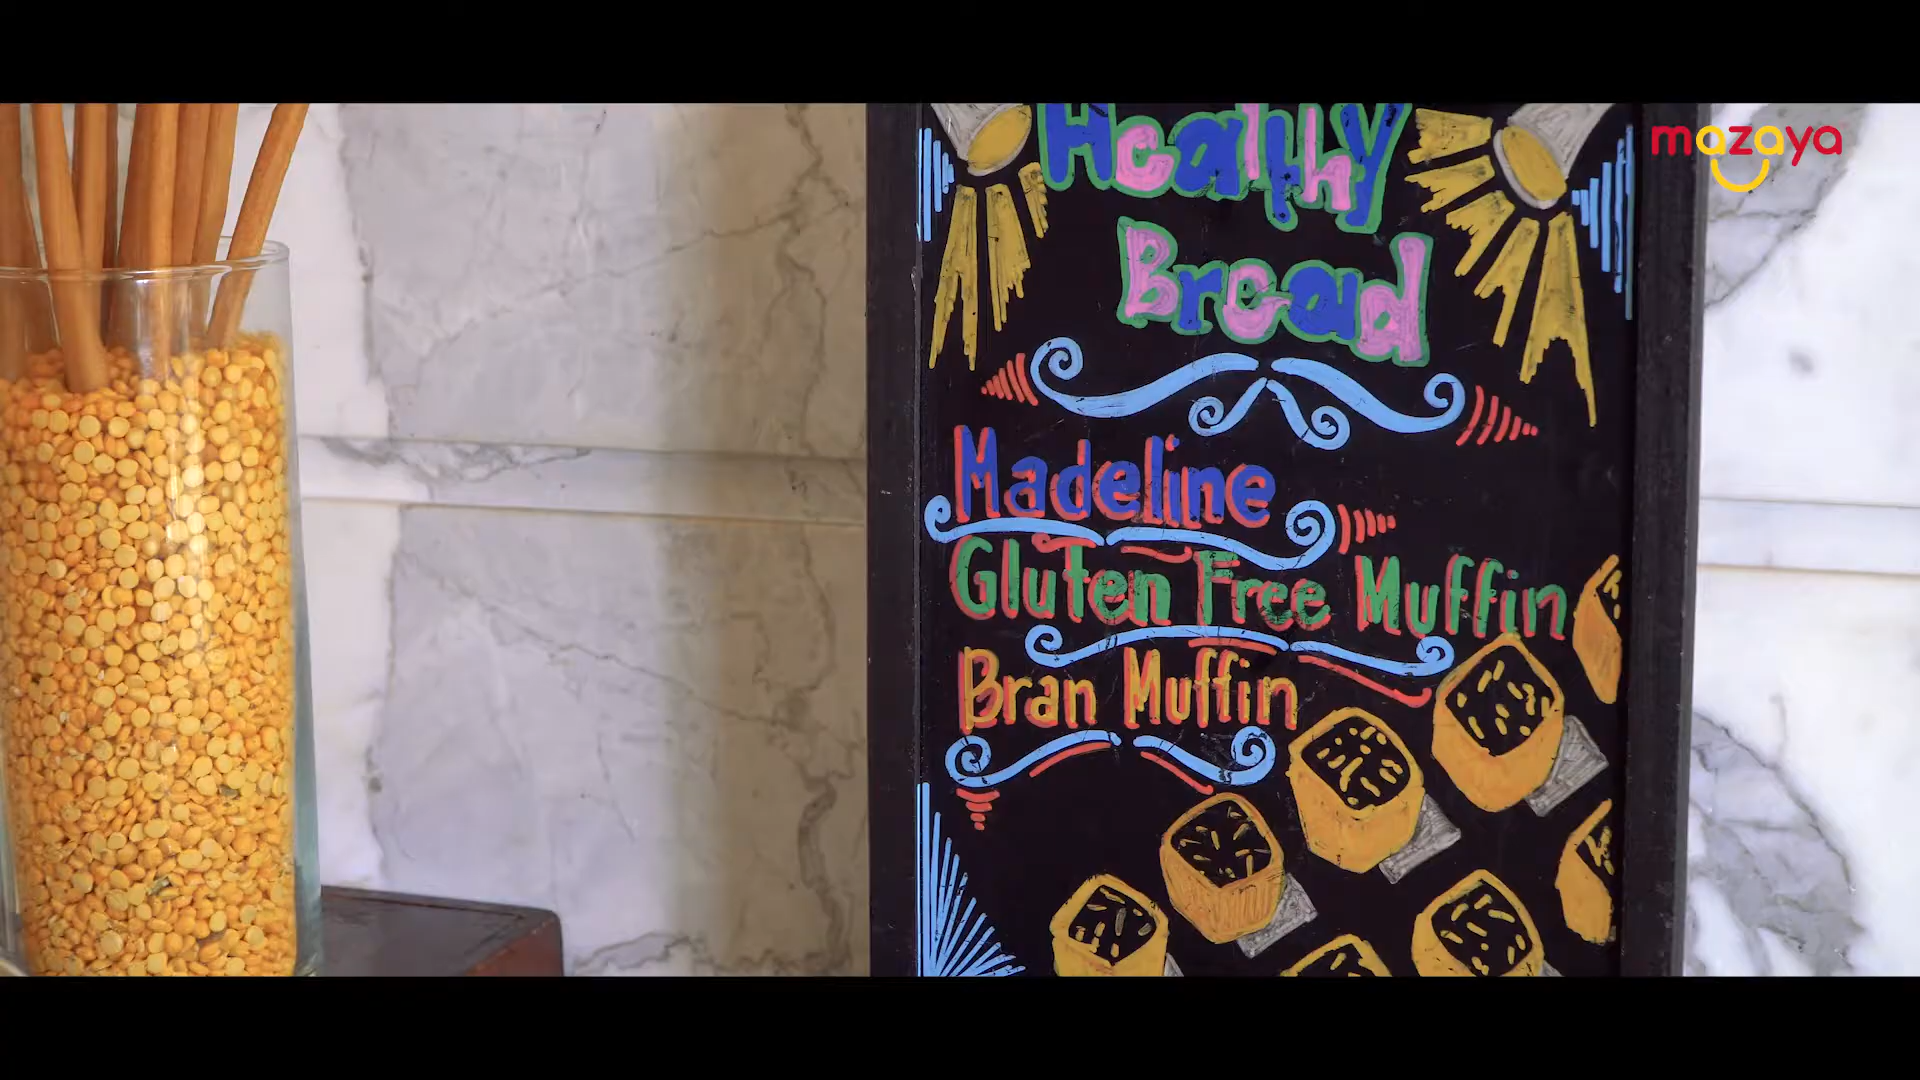 mazaya
Healthy
Bread
Madeline
Gluten Free Muffin
Bran Muffin